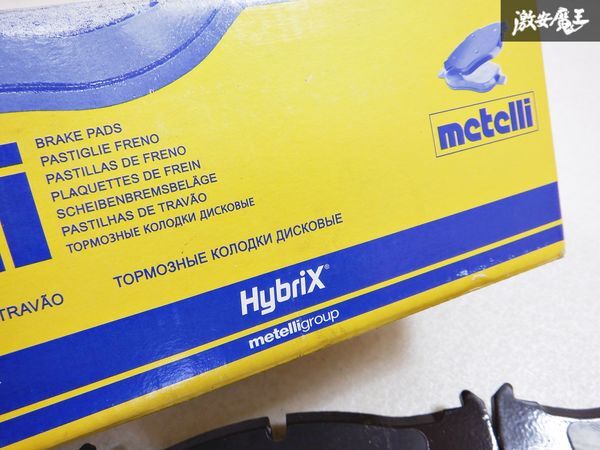 激安魔王
metelli
BRAKE PADS
PASTIGLIE FRENO
PASTILLAS DE FRENO
PLAQUETTES DE FREIN
SCHEIBENBREMSBELÄGE
PASTILHAS DE TRAVÃO
ТОРМОЗНЫЕ КОЛОДКИ ДИСКОВЫЕ
TRAVÃO ТОРМОЗНЫЕ КОЛОДКИ ДИСКОВЫЕ
HybriX®
metelligroup